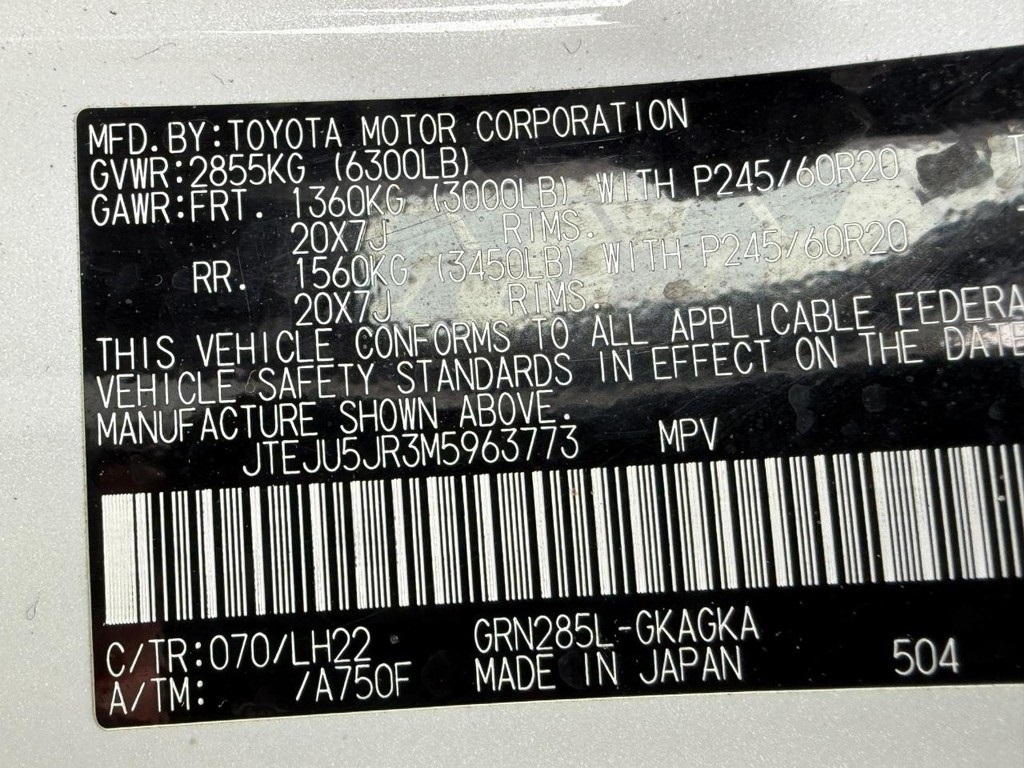 MFD.BY:TOYOTA MOTOR CORPORATION
GVWR:2855KG (6300LB)
GAWR:FRT. 1360KG (3000LB) WITH P245/60R20
20X7J RIMS.
RR. 1560KG (3450LB) WITH P245/60R20
20X7J RIMS.
THIS VEHICLE CONFORMS TO ALL APPLICABLE FEDERA
VEHICLE SAFETY STANDARDS IN EFFECT ON THE DATE
MANUFACTURE SHOWN ABOVE.
JTEJU5JR3M5963773 MPV
C/TR:070/LH22 GRN285L-GKAGKA
A/TM: /A750F MADE IN JAPAN 504